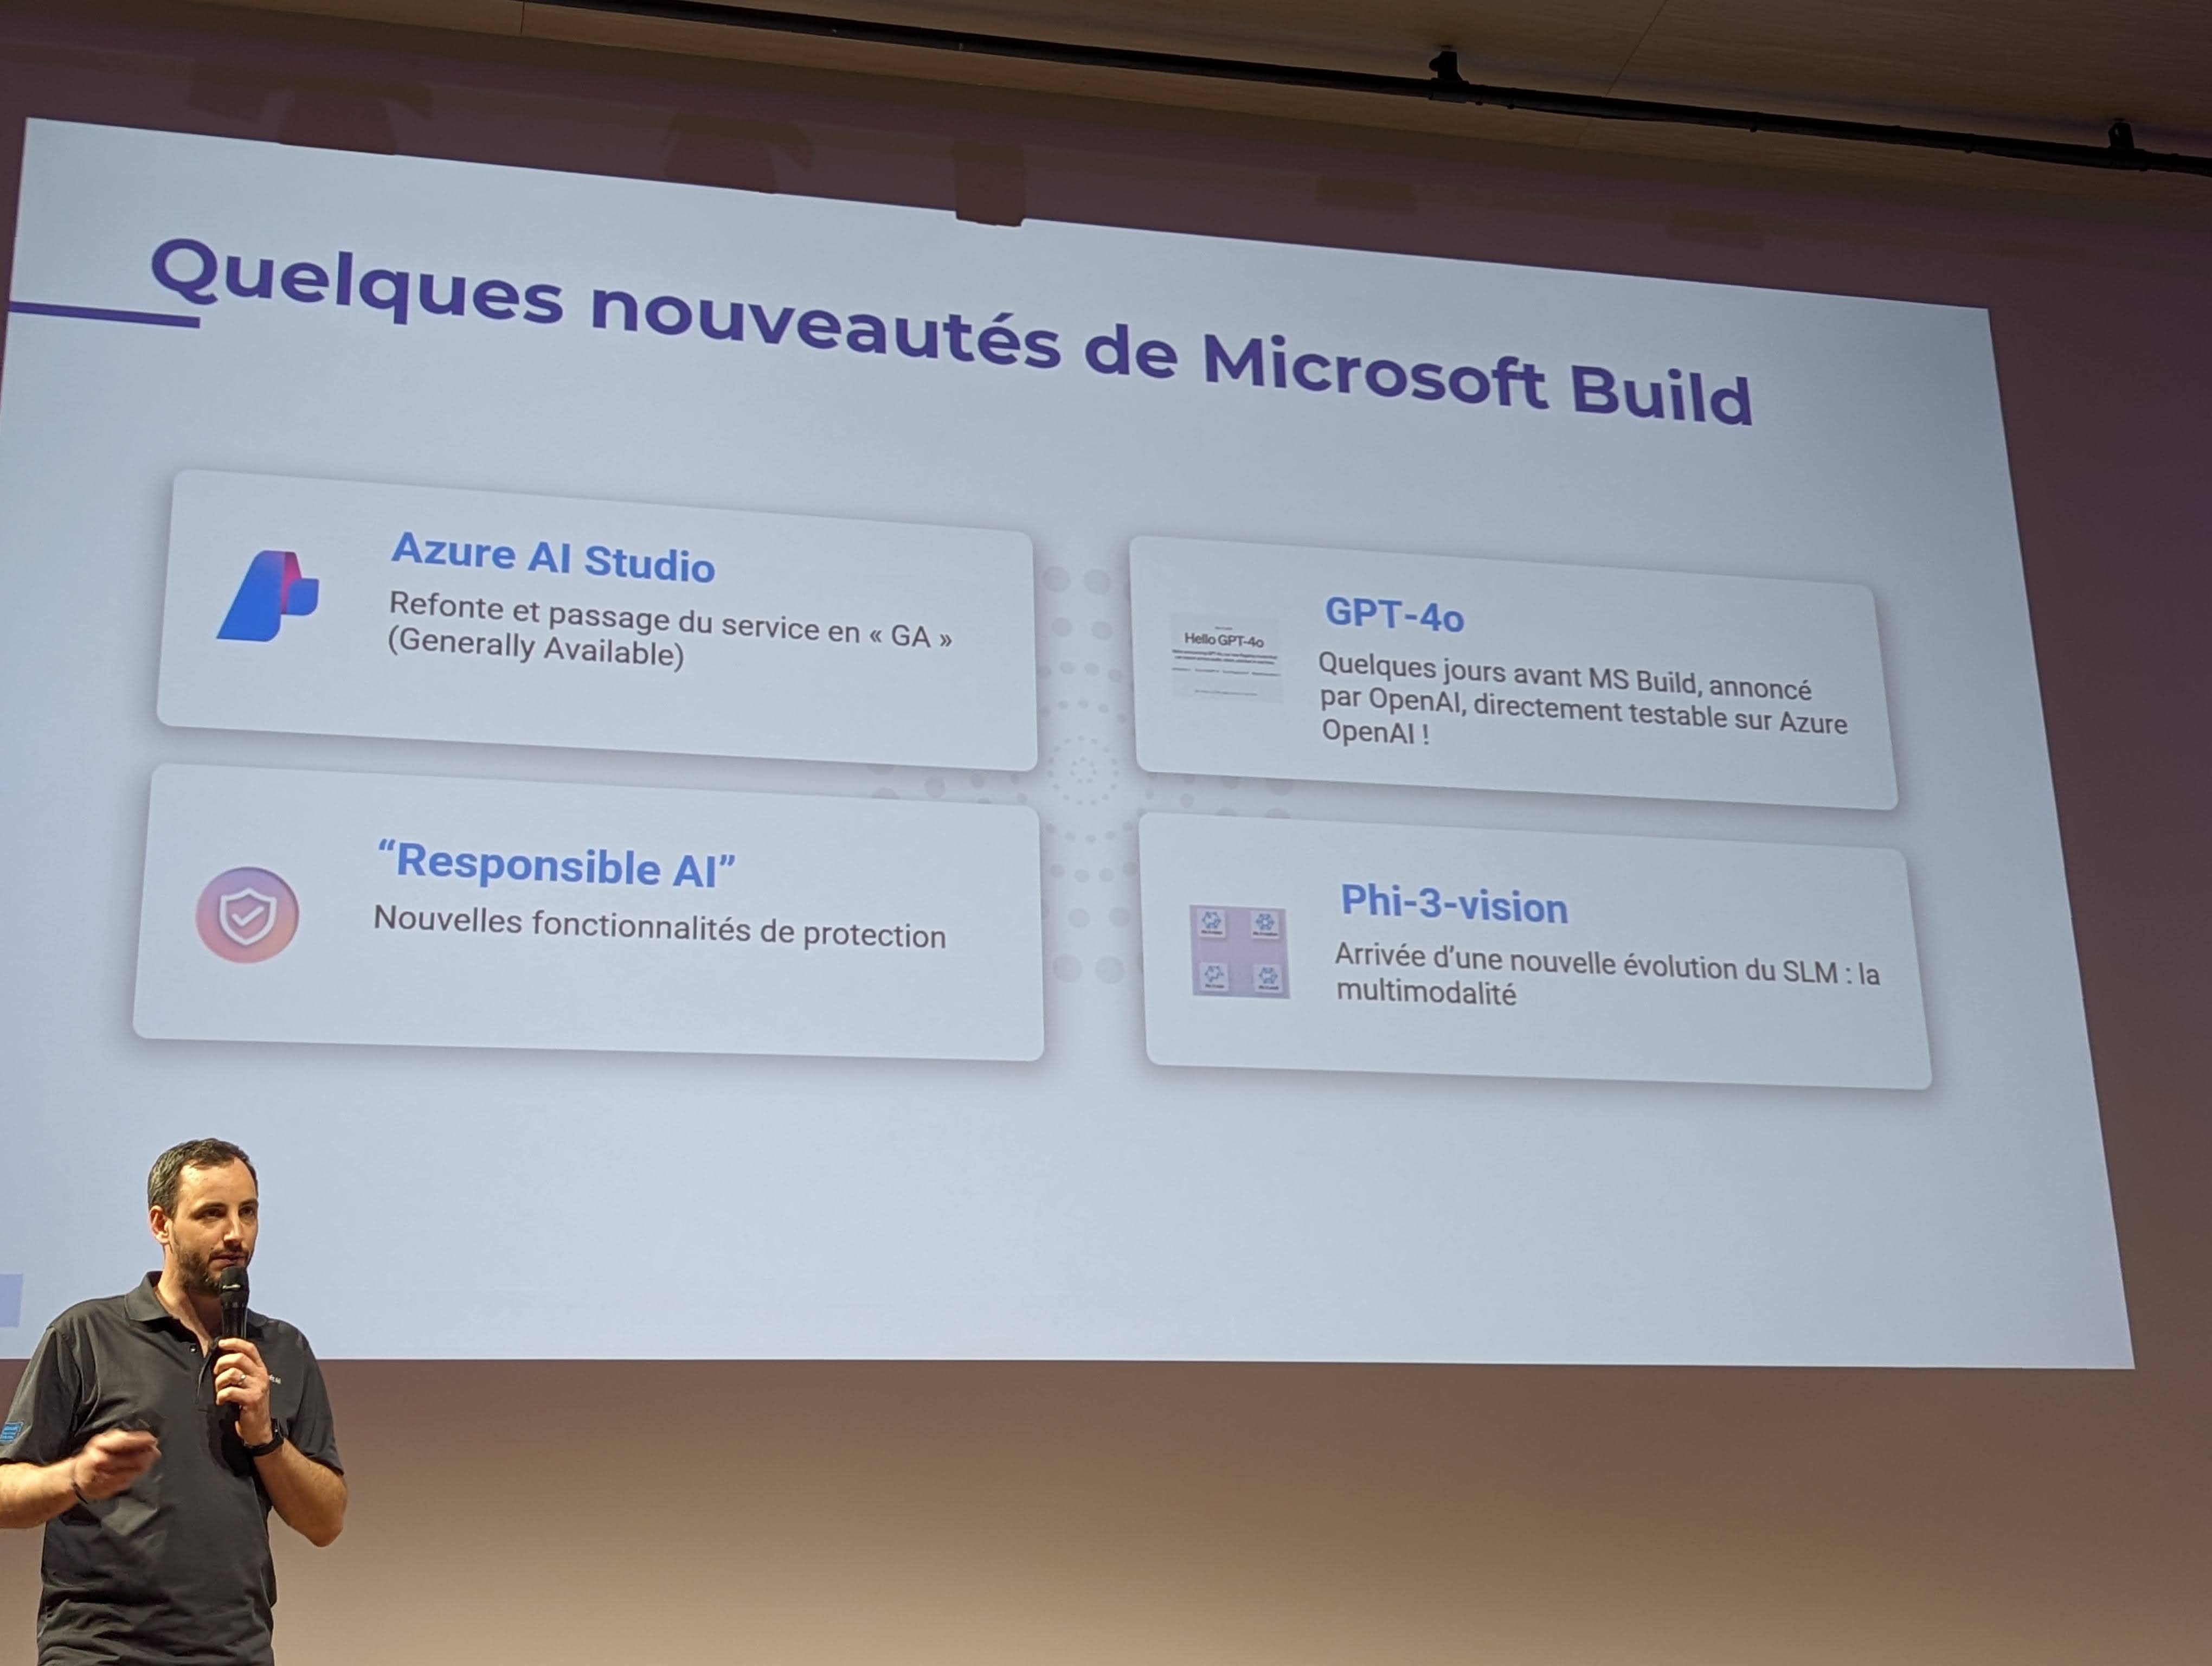 Quelques nouveautés de Microsoft Build
Azure AI Studio
Refonte et passage du service en « GA »
(Generally Available)
GPT-4o
Hello GPT-4o
Quelques jours avant MS Build, annoncé
par OpenAI, directement testable sur Azure
OpenAI !
“Responsible AI”
Nouvelles fonctionnalités de protection
Phi-3-vision
Arrivée d’une nouvelle évolution du SLM : la
multimodalité